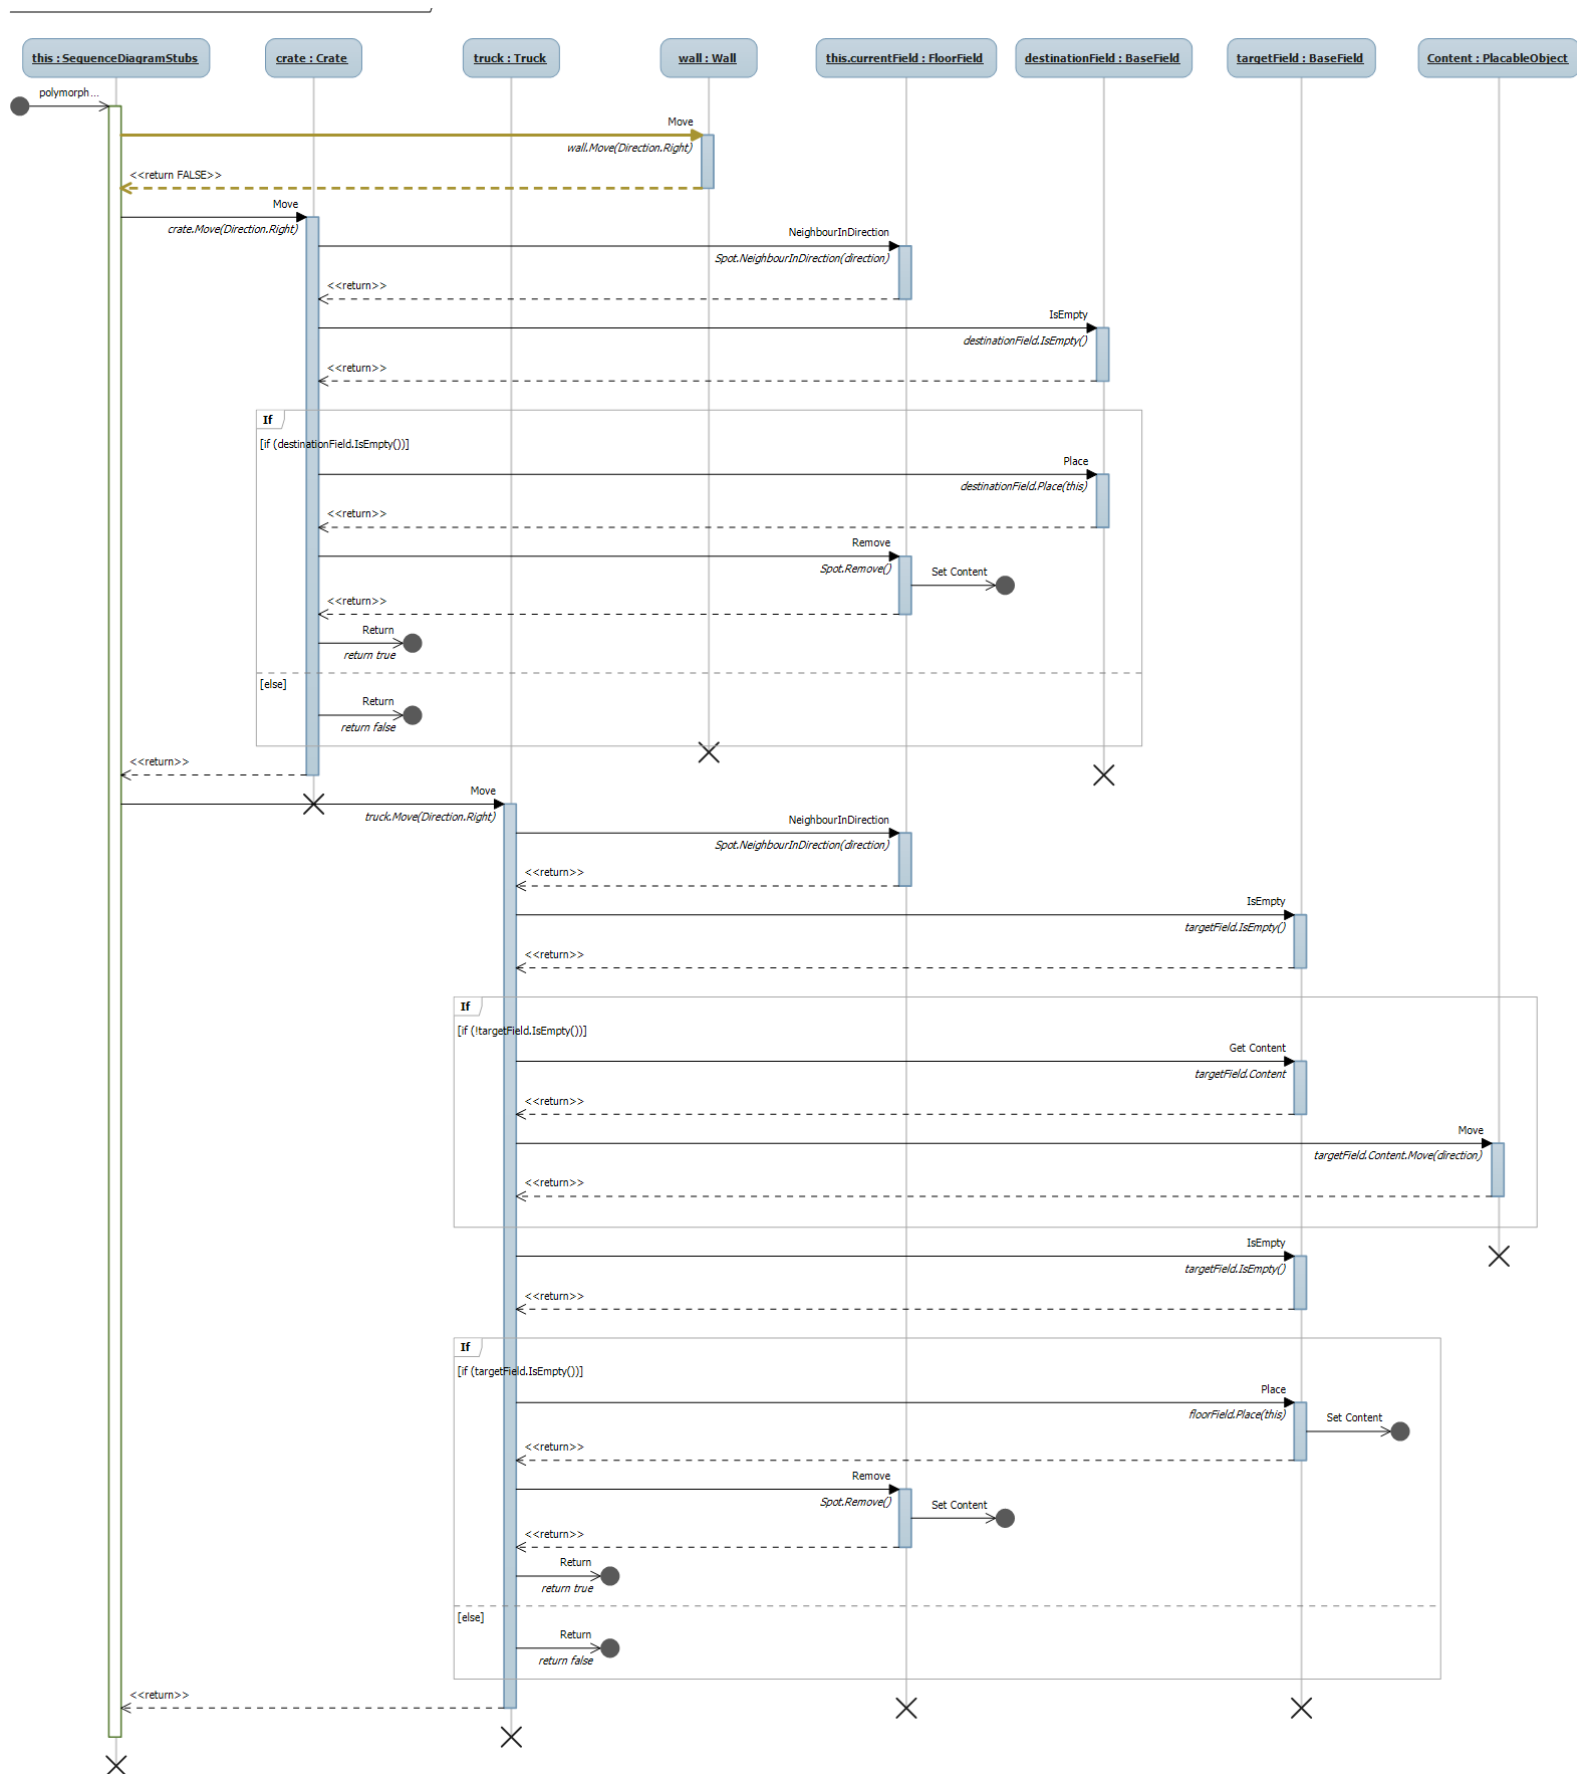 this : SequenceDiagramStubs
crate : Crate
truck : Truck
wall : Wall
this.currentField : FloorField
destinationField : BaseField
targetField : BaseField
Content : PlacableObject
polymorph...
Move
wall.Move(Direction.Right)
<<return FALSE>>
Move
crate.Move(Direction.Right)
NeighbourInDirection
Spot.NeighbourInDirection(direction)
<<return>>
IsEmpty
destinationField.IsEmpty()
<<return>>
If
[if (destinationField.IsEmpty())]
Place
destinationField.Place(this)
<<return>>
Remove
Spot.Remove()
Set Content
<<return>>
Return
return true
[else]
Return
return false
<<return>>
Move
truck.Move(Direction.Right)
NeighbourInDirection
Spot.NeighbourInDirection(direction)
<<return>>
IsEmpty
targetField.IsEmpty()
<<return>>
If
[if (!targetField.IsEmpty())]
Get Content
targetField.Content
<<return>>
Move
targetField.Content.Move(direction)
<<return>>
IsEmpty
targetField.IsEmpty()
<<return>>
If
[if (targetField.IsEmpty())]
Place
floorField.Place(this)
Set Content
<<return>>
Remove
Spot.Remove()
Set Content
<<return>>
Return
return true
[else]
Return
return false
<<return>>